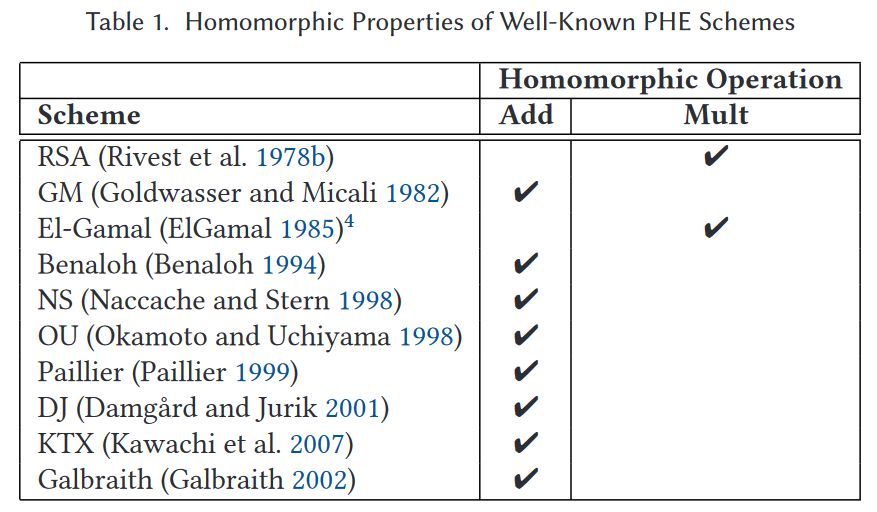 Table 1. Homomorphic Properties of Well-Known PHE Schemes
Homomorphic Operation
Scheme Add Mult
RSA (Rivest et al. 1978b) ✔
GM (Goldwasser and Micali 1982) ✔
El-Gamal (ElGamal 1985)4 ✔
Benaloh (Benaloh 1994) ✔
NS (Naccache and Stern 1998) ✔
OU (Okamoto and Uchiyama 1998) ✔
Paillier (Paillier 1999) ✔
DJ (Damgård and Jurik 2001) ✔
KTX (Kawachi et al. 2007) ✔
Galbraith (Galbraith 2002) ✔